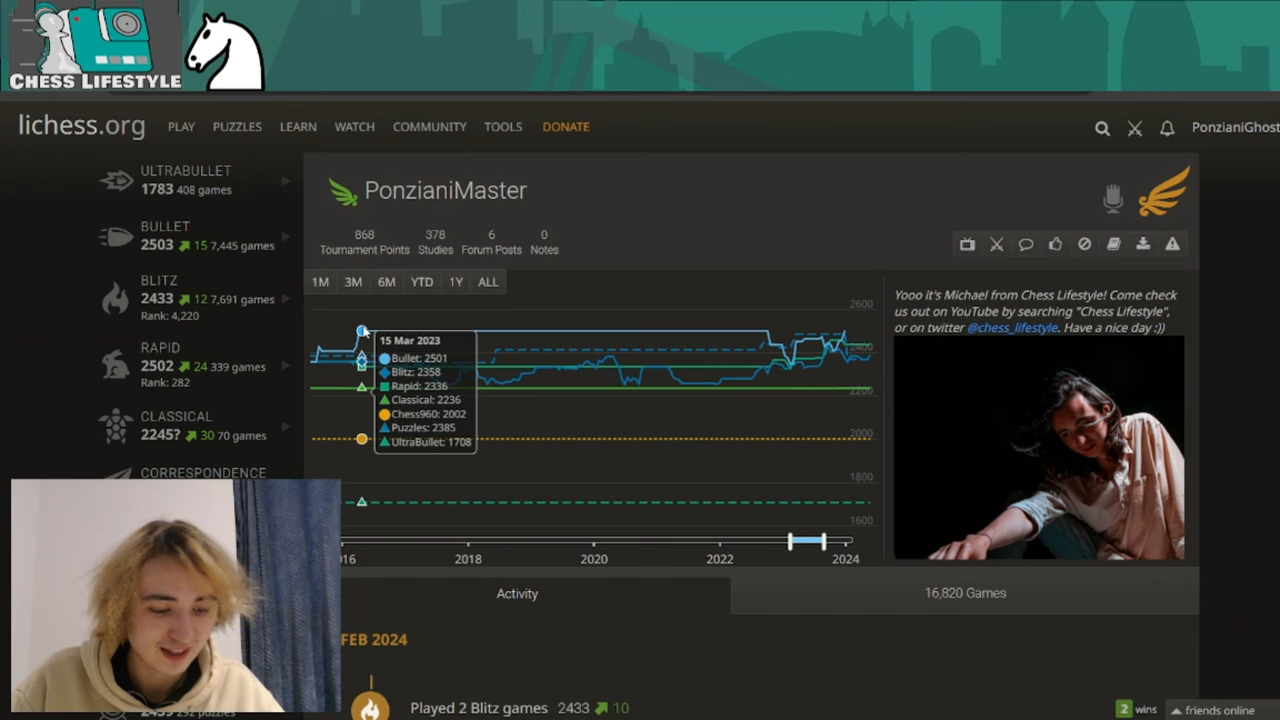 CHESS LIFESTYLE
lichess.org
PLAY
PUZZLES
LEARN
WATCH
COMMUNITY
TOOLS
DONATE
PonzianiGhost
ULTRABULLET
1783 408 games
BULLET
2503 15 7,445 games
BLITZ
2433 12 7,691 games
Rank: 4,220
RAPID
2502 24 339 games
Rank: 282
CLASSICAL
2245? 30 70 games
CORRESPONDENCE
PonzianiMaster
868
Tournament Points
378
Studies
6
Forum Posts
0
Notes
1M
3M
6M
YTD
1Y
ALL
2600
2400
2200
2000
1800
1600
15 Mar 2023
Bullet: 2501
Blitz: 2358
Rapid: 2336
Classical: 2236
Chess960: 2002
Puzzles: 2385
UltraBullet: 1708
16
2018
2020
2022
2024
Yooo it's Michael from Chess Lifestyle! Come check
us out on YouTube by searching "Chess Lifestyle",
or on twitter @chess_lifestyle. Have a nice day :))
Activity
16,820 Games
FEB 2024
Played 2 Blitz games 2433 10
2 wins
friends online